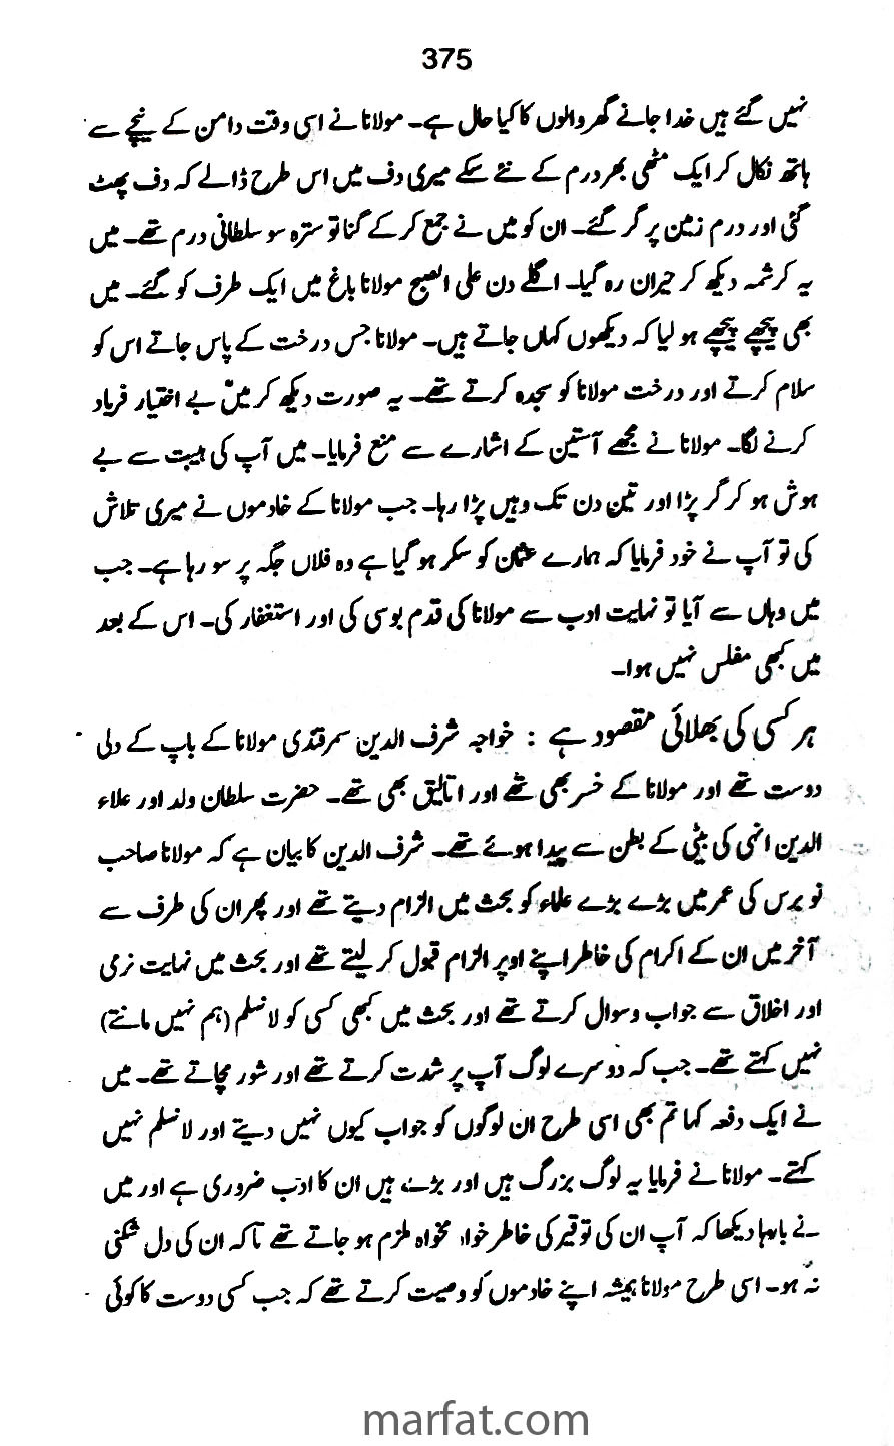 375
نہیں گئے ہیں خدا جانے گھر والوں کا کیا حال ہے۔ مولانا نے اسی وقت دامن کے نیچے سے
ہاتھ نکال کر ایک مٹھی بھر درم کے نئے سکے میری دف میں اس طرح ڈالے کہ دف پھٹ
گئی اور درم زمین پر گر گئے۔ ان کو میں نے جمع کر کے گنا تو سترہ سو سلطانی درم تھے۔ میں
یہ کرشمہ دیکھ کر حیران رہ گیا۔ اگلے دن علی الصبح مولانا باغ میں ایک طرف کو گئے۔ میں
بھی پیچھے پیچھے ہو لیا کہ دیکھوں کہاں جاتے ہیں۔ مولانا جس درخت کے پاس جاتے اس کو
سلام کرتے اور درخت مولانا کو سجدہ کرتے تھے۔ یہ صورت دیکھ کر میں بے اختیار فریاد
کرنے لگا۔ مولانا نے مجھے آستین کے اشارے سے منع فرمایا۔ میں آپ کی ہیبت سے بے
ہوش ہو کر گر پڑا اور تین دن تک وہیں پڑا رہا۔ جب مولانا کے خادموں نے میری تلاش
کی تو آپ نے خود فرمایا کہ ہمارے عثمان کو سکر ہو گیا ہے وہ فلاں جگہ پر سو رہا ہے۔ جب
میں وہاں سے آیا تو نہایت ادب سے مولانا کی قدم بوسی کی اور استغفار کی۔ اس کے بعد
میں کبھی مفلس نہیں ہوا۔
ہر کسی کی بھلائی مقصود ہے : خواجہ شرف الدین سمرقندی مولانا کے باپ کے دلی
دوست تھے اور مولانا کے خسر بھی تھے اور اتالیق بھی تھے۔ حضرت سلطان ولد اور علاء
الدین انہی کی بیٹی کے بطن سے پیدا ہوئے تھے۔ شرف الدین کا بیان ہے کہ مولانا صاحب
نو برس کی عمر میں بڑے بڑے علماء کو بحث میں الزام دیتے تھے اور پھر ان کی طرف سے
آخر میں ان کے اکرام کی خاطر اپنے اوپر الزام قبول کر لیتے تھے اور بحث میں نہایت نرمی
اور اخلاق سے جواب و سوال کرتے تھے اور بحث میں کبھی کسی کو لا نسلم (ہم نہیں مانتے)
نہیں کہتے تھے۔ جب کہ دوسرے لوگ آپ پر شدت کرتے تھے اور شور مچاتے تھے۔ میں
نے ایک دفعہ کہا تم بھی اسی طرح ان لوگوں کو جواب کیوں نہیں دیتے اور لا نسلم نہیں
کہتے۔ مولانا نے فرمایا یہ لوگ بزرگ ہیں اور بڑے ہیں ان کا ادب ضروری ہے اور میں
نے بارہا دیکھا کہ آپ ان کی توقیر کی خاطر خواہ مخواہ ملزم ہو جاتے تھے تاکہ ان کی دل شکنی
نہ ہو۔ اسی طرح مولانا ہمیشہ اپنے خادموں کو وصیت کرتے تھے کہ جب کسی دوست کا کوئی
marfat.com